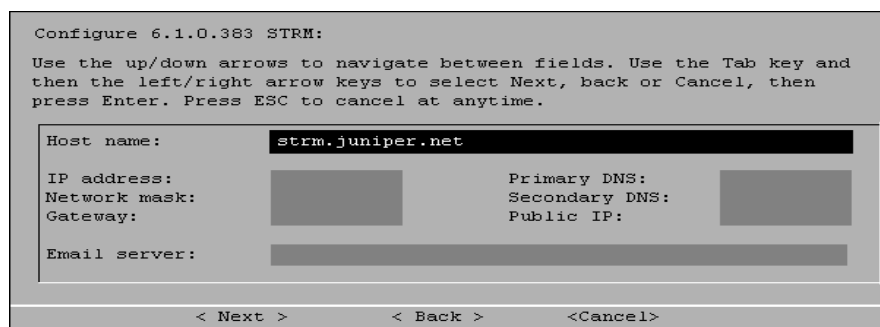 Configure 6.1.0.383 STRM:
Use the up/down arrows to navigate between fields. Use the Tab key and
then the left/right arrow keys to select Next, back or Cancel, then
press Enter. Press ESC to cancel at anytime.
Host name: strm.juniper.net
IP address: Primary DNS:
Network mask: Secondary DNS:
Gateway: Public IP:
Email server:
< Next > < Back > <Cancel>